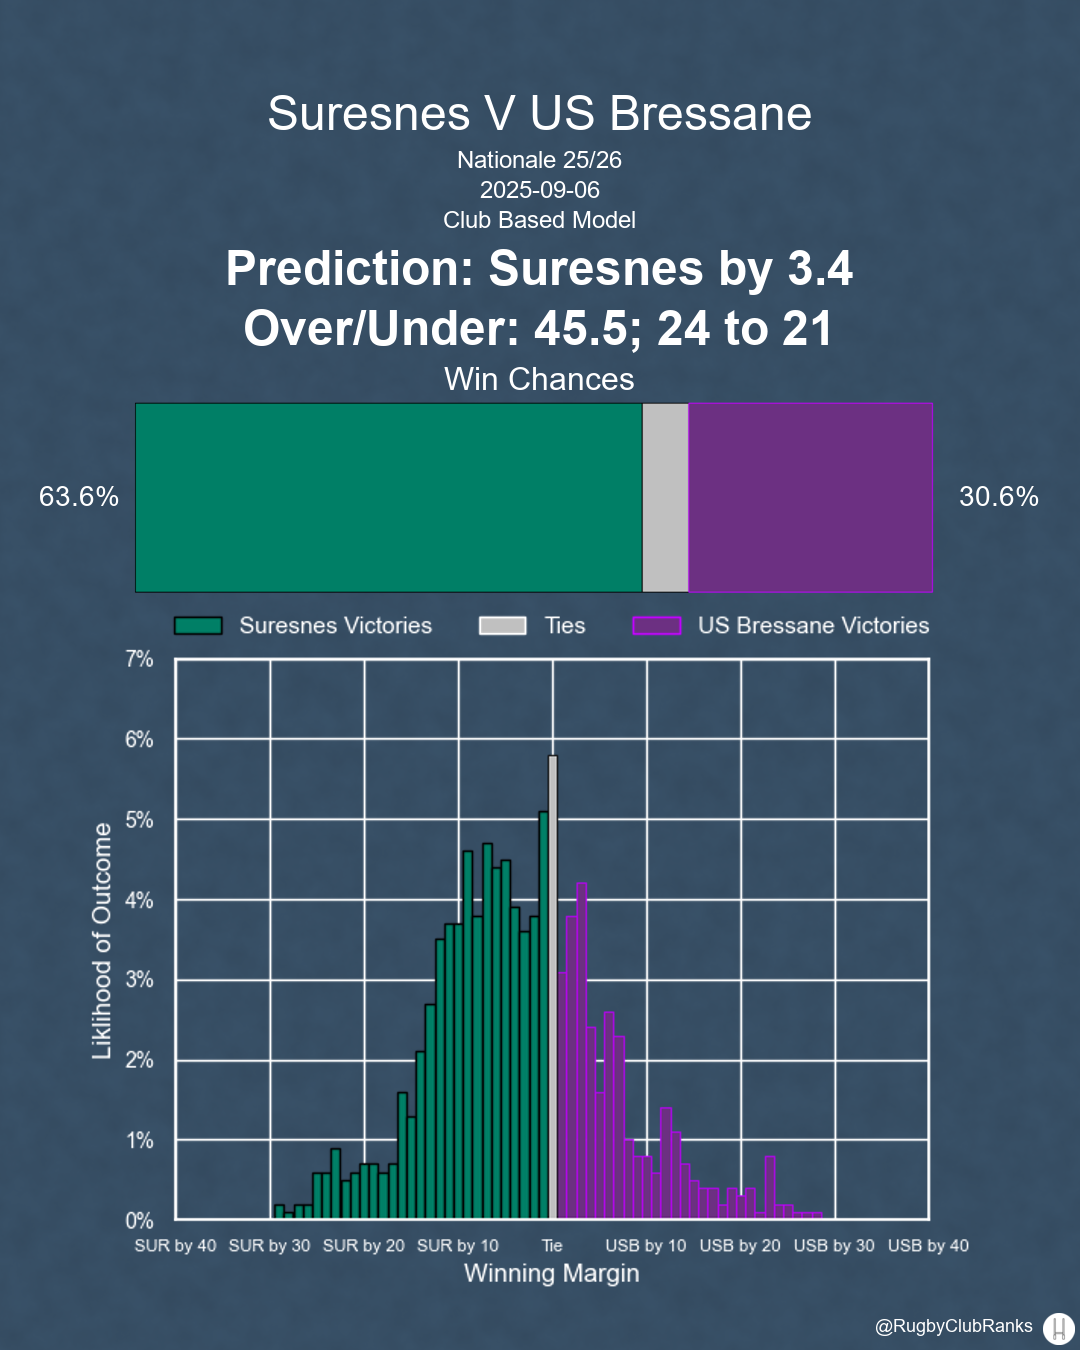 Suresnes V US Bressane
Nationale 25/26
2025-09-06
Club Based Model
Prediction: Suresnes by 3.4
Over/Under: 45.5; 24 to 21
Win Chances
63.6%
30.6%
Suresnes Victories
Ties
US Bressane Victories
7%
6%
5%
4%
3%
2%
1%
0%
Liklihood of Outcome
SUR by 40
SUR by 30
SUR by 20
SUR by 10
Tie
USB by 10
USB by 20
USB by 30
USB by 40
Winning Margin
@RugbyClubRanks